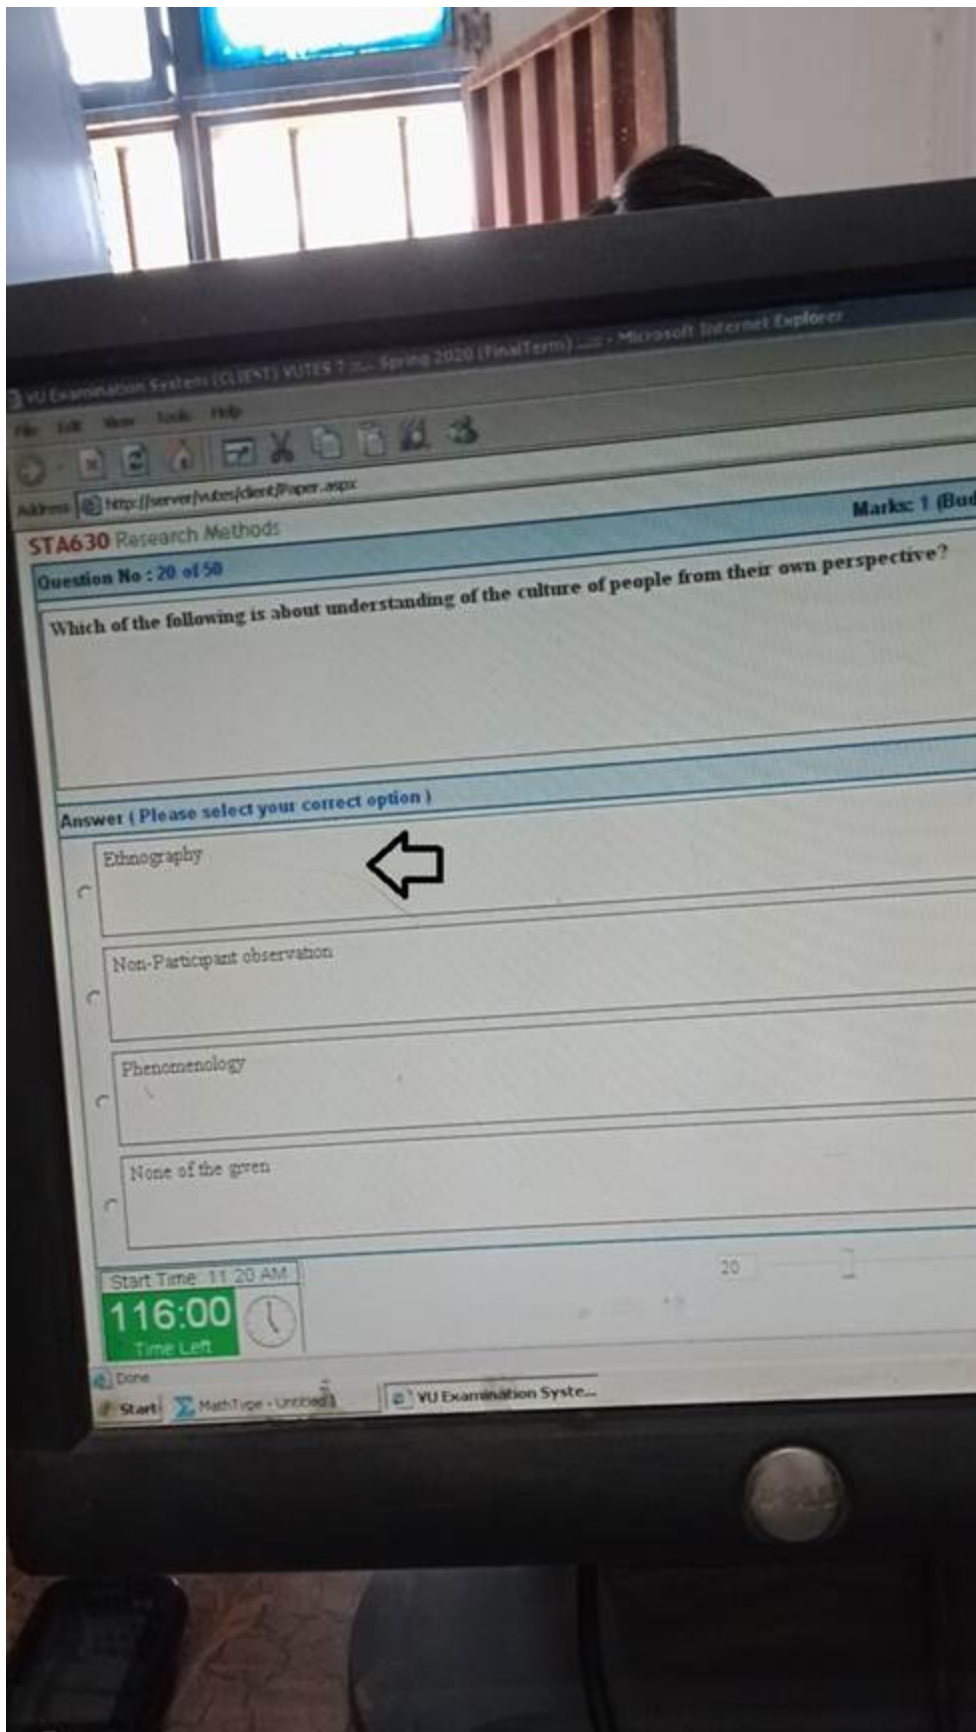 VU Examination System (CLIENT) VUTES 7 Spring 2020 (FinalTerm) - Microsoft Internet Explorer
File Edit View Tools Help
Address http://server/vutes/client/Paper.aspx
STA630 Research Methods
Marks: 1 (Bud
Question No : 20 of 50
Which of the following is about understanding of the culture of people from their own perspective?
Answer ( Please select your correct option )
Ethnography
Non-Participant observation
Phenomenology
None of the given
Start Time 11 20 AM
20
116:00
Time Left
Done
Start MathType - Untitled 1 VU Examination Syste...
DELL